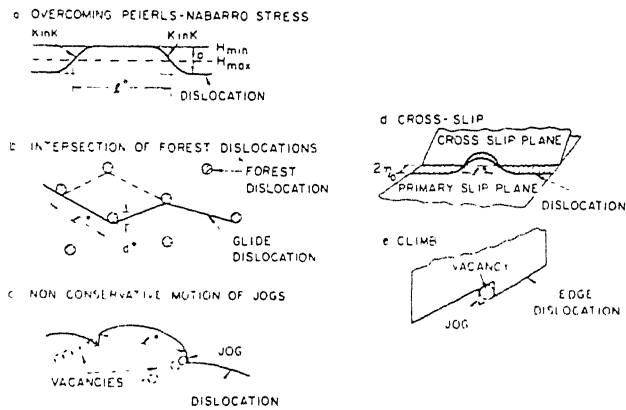 a OVERCOMING PEIERLS-NABARRO STRESS
KINK KINK
Hmin
a
Hmax
l*
DISLOCATION
b INTERSECTION OF FOREST DISLOCATIONS
FOREST
DISLOCATION
l*
d*
GLIDE
DISLOCATION
c NON CONSERVATIVE MOTION OF JOGS
l*
JOG
VACANCIES
DISLOCATION
d CROSS-SLIP
CROSS SLIP PLANE
PRIMARY SLIP PLANE
DISLOCATION
e CLIMB
VACANCY
JOG
EDGE
DISLOCATION